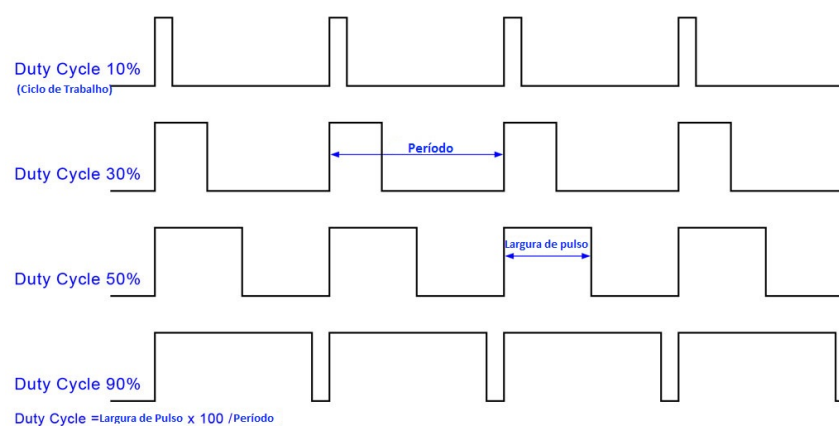 Duty Cycle 10%
(Ciclo de Trabalho)
Período
Duty Cycle 30%
Largura de pulso
Duty Cycle 50%
Duty Cycle 90%
Duty Cycle =Largura de Pulso x 100 /Período